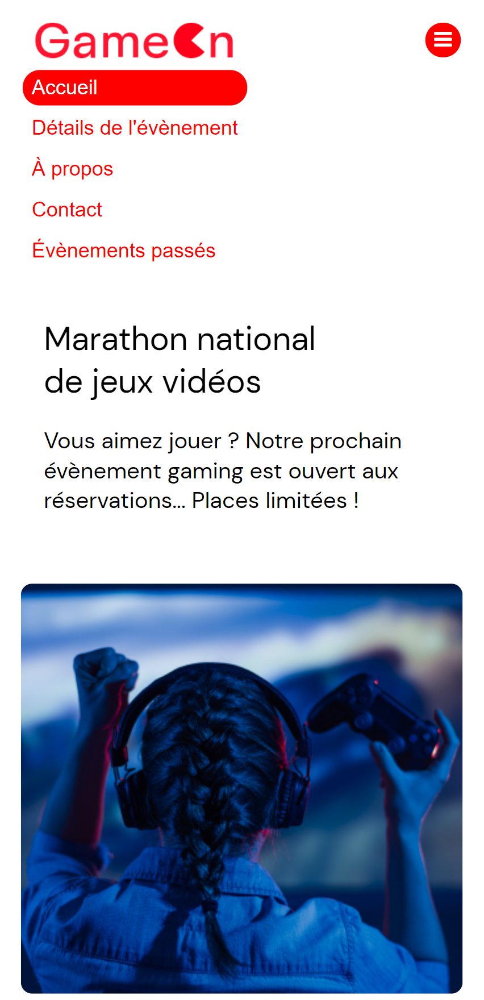 GameOn
Accueil
Détails de l'évènement
À propos
Contact
Évènements passés
Marathon national
de jeux vidéos
Vous aimez jouer ? Notre prochain
évènement gaming est ouvert aux
réservations... Places limitées !